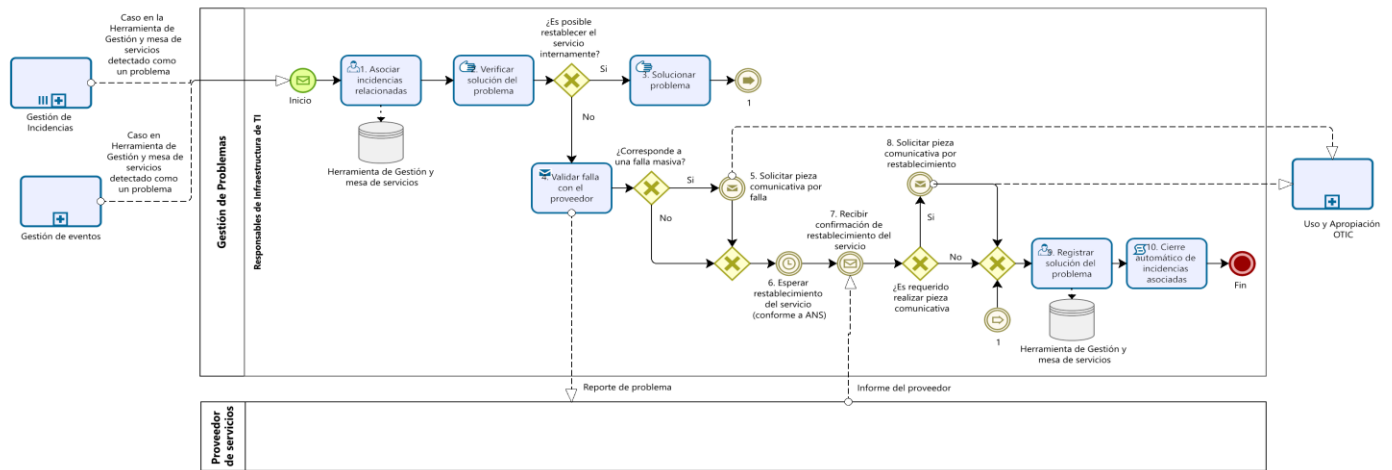 Caso en la
Herramienta de
Gestión y mesa
de servicios
detectado como
un problema
Gestión de
Incidencias
Caso en
Herramienta de
Gestión y mesa
de servicios
detectado como
un problema
Gestión de eventos
Gestión de Problemas
Responsables de Infraestructura de TI
Inicio
1. Asociar
incidencias
relacionadas
Herramienta de Gestión y
mesa de servicios
2. Verificar
solución del
problema
¿Es posible
restablecer el
servicio
internamente?
Si
No
3. Solucionar
problema
1
4. Validar falla
con el
proveedor
¿Corresponde a
una falla masiva?
Si
No
5. Solicitar pieza
comunicativa por
falla
6. Esperar
restablecimiento
del servicio
(conforme a ANS)
7. Recibir
confirmación de
restablecimiento del
servicio
8. Solicitar pieza
comunicativa por
restablecimiento
Si
No
¿Es requerido
realizar pieza
comunicativa
1
9. Registrar
solución del
problema
Herramienta de Gestión y
mesa de servicios
10. Cierre
automático de
incidencias
asociadas
Fin
Uso y Apropiación
OTIC
Reporte de problema
Informe del proveedor
Proveedor
de servicios